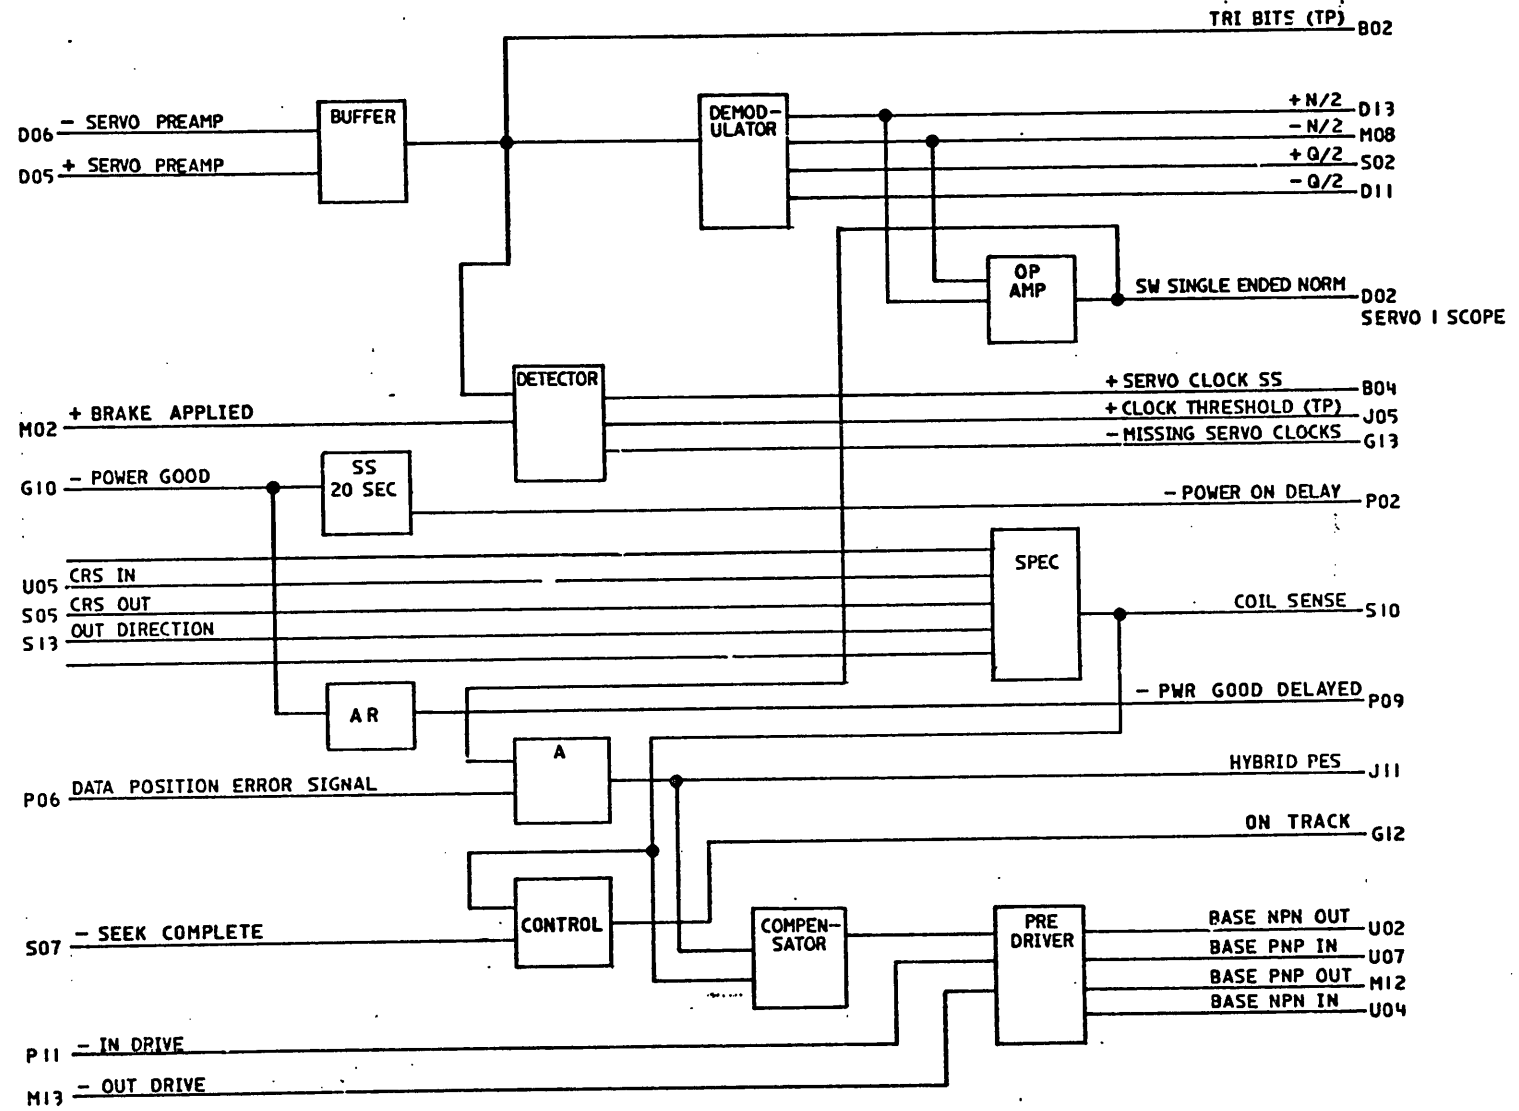 TRI BITS (TP)
B02
BUFFER
DEMOD-
ULATOR
+ N/2
D13
- N/2
M08
+ Q/2
S02
- Q/2
D11
D06
- SERVO PREAMP
D05
+ SERVO PREAMP
OP
AMP
SW SINGLE ENDED NORM
D02
SERVO 1 SCOPE
DETECTOR
+ SERVO CLOCK SS
B04
+ CLOCK THRESHOLD (TP)
J05
- MISSING SERVO CLOCKS
G13
M02
+ BRAKE APPLIED
G10
- POWER GOOD
SS
20 SEC
- POWER ON DELAY
P02
SPEC
U05
CRS IN
S05
CRS OUT
S13
OUT DIRECTION
COIL SENSE
S10
AR
- PWR GOOD DELAYED
P09
A
P06
DATA POSITION ERROR SIGNAL
HYBRID PES
J11
ON TRACK
G12
S07
- SEEK COMPLETE
CONTROL
COMPEN-
SATOR
PRE
DRIVER
BASE NPN OUT
U02
BASE PNP IN
U07
BASE PNP OUT
M12
BASE NPN IN
U04
P11
- IN DRIVE
M13
- OUT DRIVE